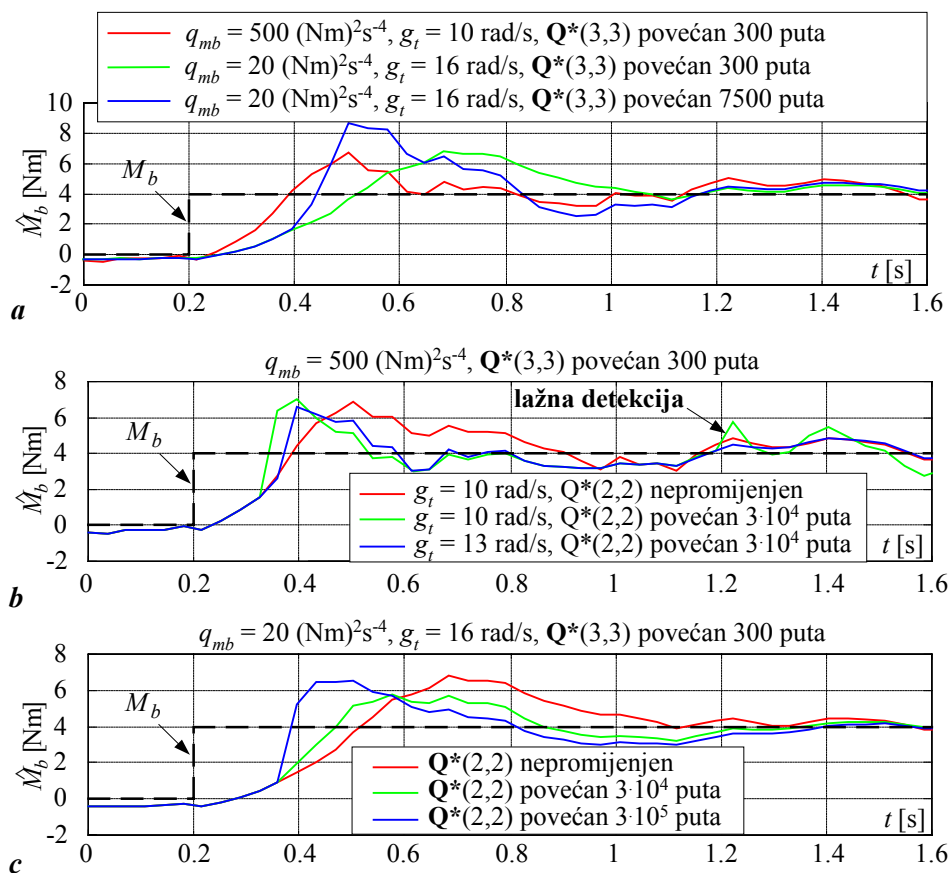 q_mb = 500 (Nm)²s⁻⁴, g_t = 10 rad/s, Q*(3,3) povećan 300 puta
q_mb = 20 (Nm)²s⁻⁴, g_t = 16 rad/s, Q*(3,3) povećan 300 puta
q_mb = 20 (Nm)²s⁻⁴, g_t = 16 rad/s, Q*(3,3) povećan 7500 puta
10
8
6
4
2
0
-2
M̂_b [Nm]
M_b
t [s]
0 0.2 0.4 0.6 0.8 1 1.2 1.4 1.6
a
q_mb = 500 (Nm)²s⁻⁴, Q*(3,3) povećan 300 puta
8
6
4
2
0
-2
M̂_b [Nm]
M_b
lažna detekcija
g_t = 10 rad/s, Q*(2,2) nepromijenjen
g_t = 10 rad/s, Q*(2,2) povećan 3·10⁴ puta
g_t = 13 rad/s, Q*(2,2) povećan 3·10⁴ puta
t [s]
0 0.2 0.4 0.6 0.8 1 1.2 1.4 1.6
b
q_mb = 20 (Nm)²s⁻⁴, g_t = 16 rad/s, Q*(3,3) povećan 300 puta
8
6
4
2
0
-2
M̂_b [Nm]
M_b
t [s]
Q*(2,2) nepromijenjen
Q*(2,2) povećan 3·10⁴ puta
Q*(2,2) povećan 3·10⁵ puta
0 0.2 0.4 0.6 0.8 1 1.2 1.4 1.6
c